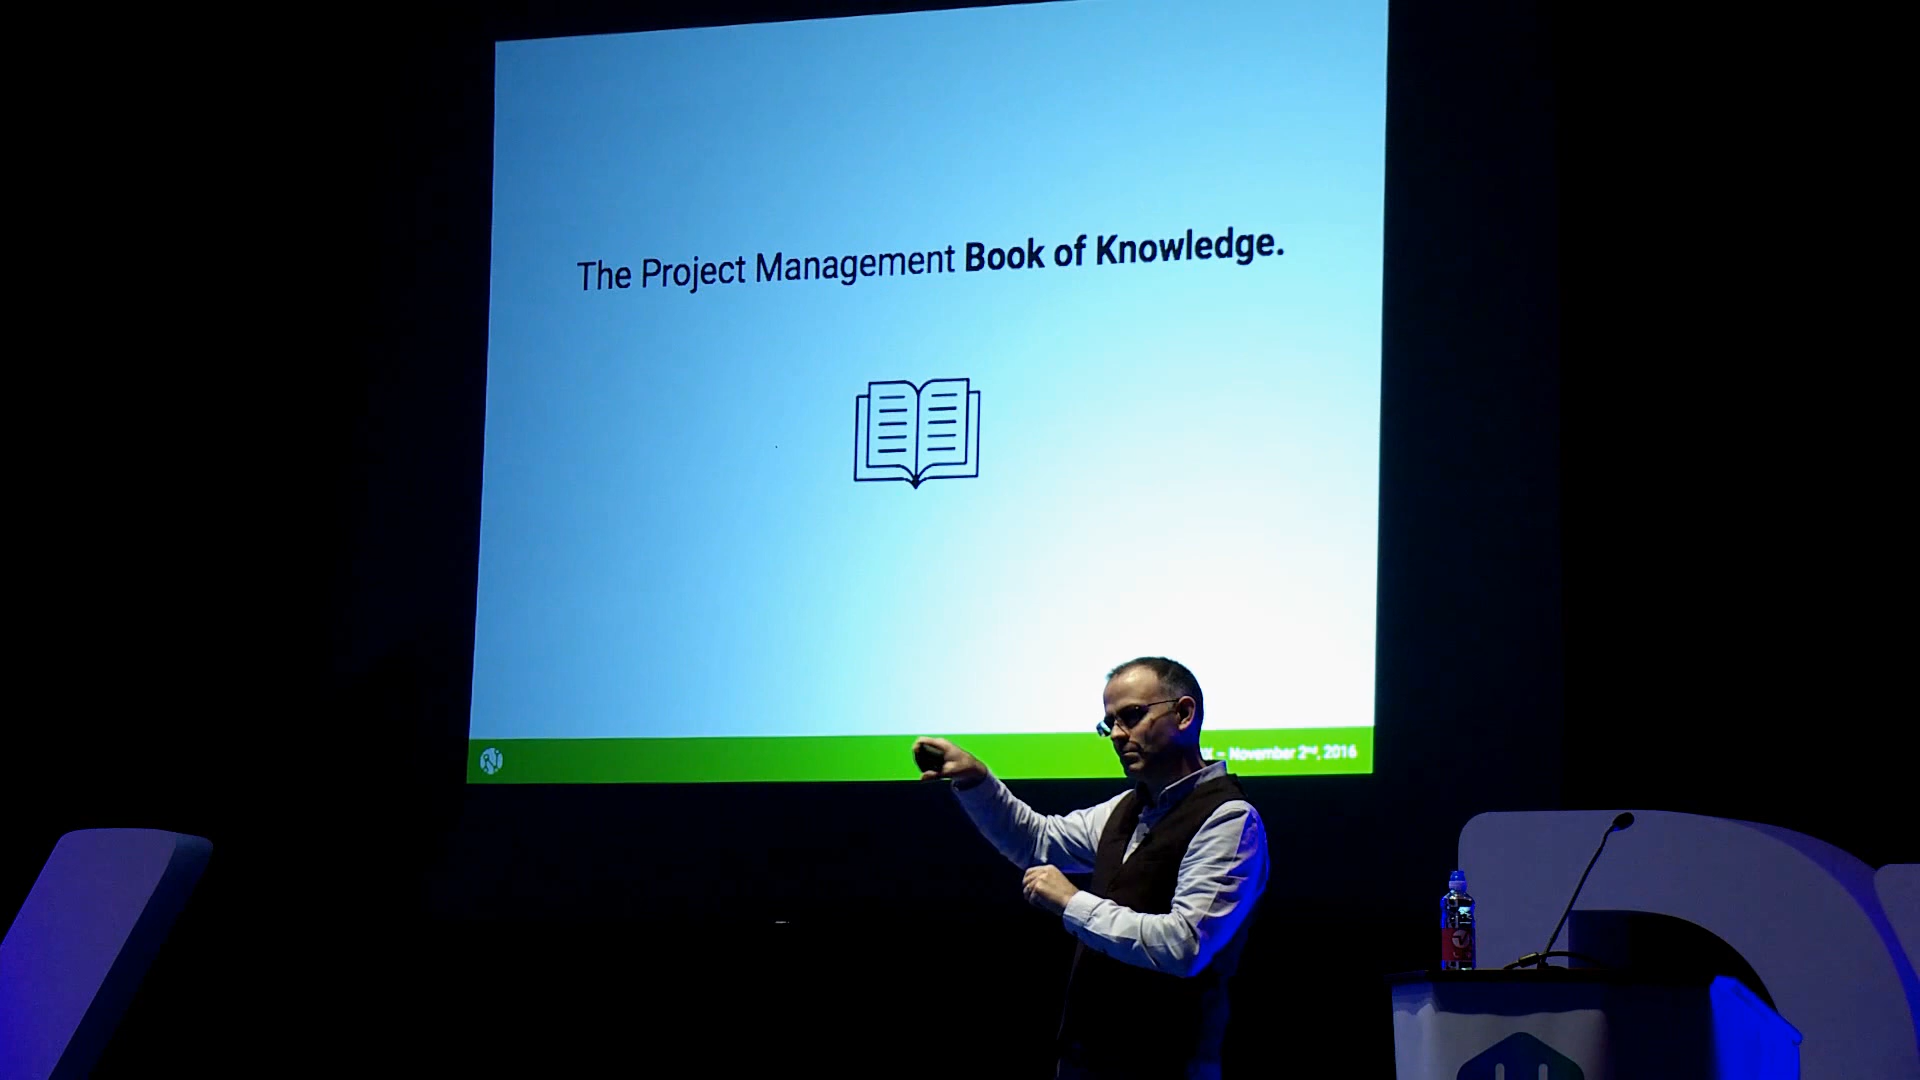 The Project Management Book of Knowledge.
– November 2nd, 2016